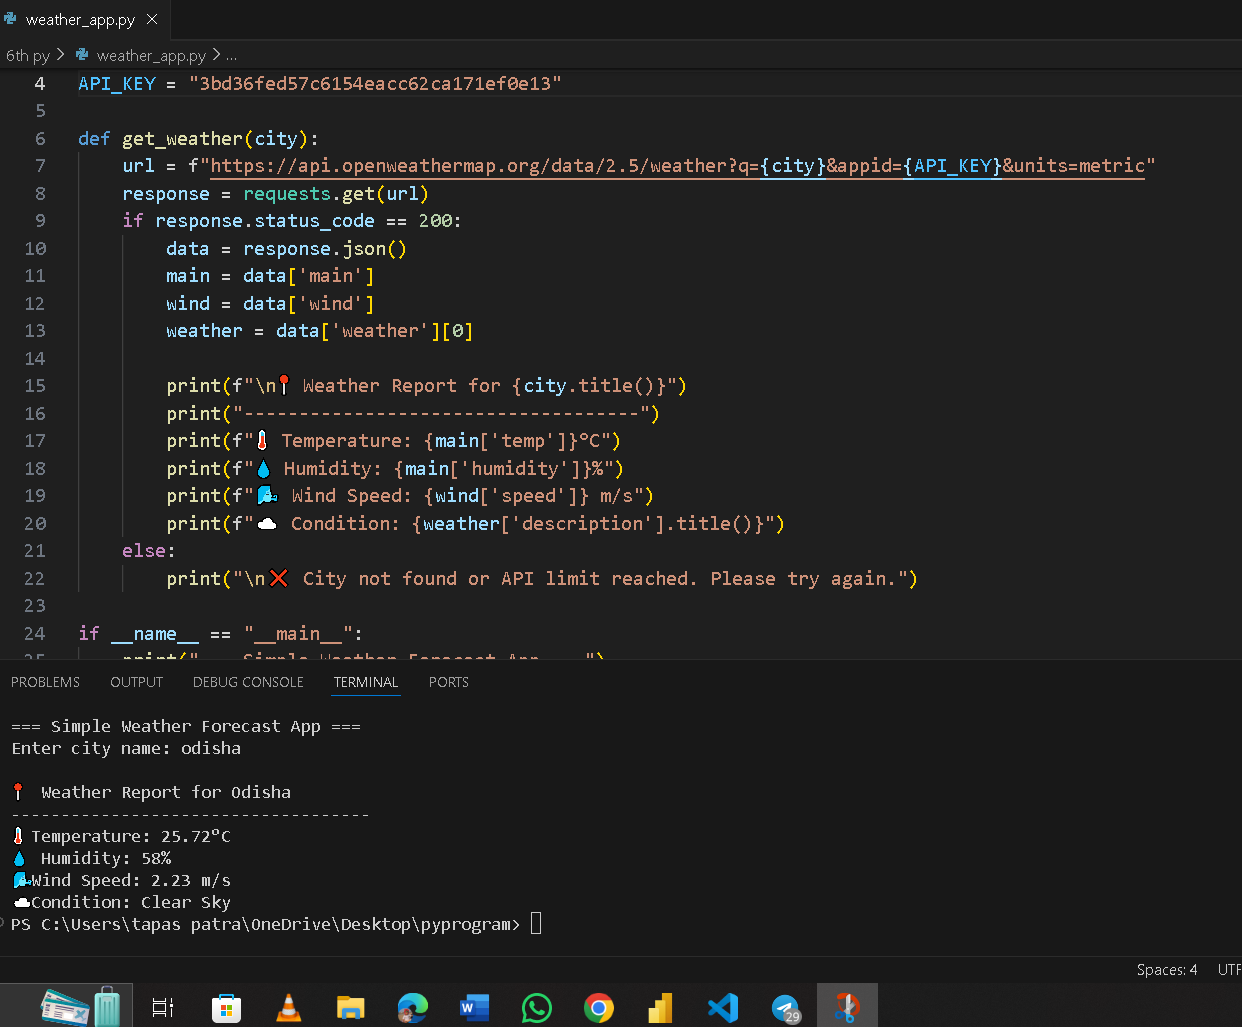 weather_app.py
6th py > weather_app.py > ...
4 API_KEY = "3bd36fed57c6154eacc62ca171ef0e13"
5
6 def get_weather(city):
7     url = f"https://api.openweathermap.org/data/2.5/weather?q={city}&appid={API_KEY}&units=metric"
8     response = requests.get(url)
9     if response.status_code == 200:
10         data = response.json()
11         main = data['main']
12         wind = data['wind']
13         weather = data['weather'][0]
14
15         print(f"\n📍 Weather Report for {city.title()}")
16         print("------------------------------------")
17         print(f"🌡 Temperature: {main['temp']}°C")
18         print(f"💧 Humidity: {main['humidity']}%")
19         print(f"🌬 Wind Speed: {wind['speed']} m/s")
20         print(f"☁ Condition: {weather['description'].title()}")
21     else:
22         print("\n❌ City not found or API limit reached. Please try again.")
23
24 if __name__ == "__main__":
25     print("=== Simple Weather Forecast App ===")
PROBLEMS OUTPUT DEBUG CONSOLE TERMINAL PORTS
=== Simple Weather Forecast App ===
Enter city name: odisha
📍 Weather Report for Odisha
------------------------------------
🌡Temperature: 25.72°C
💧 Humidity: 58%
🌬Wind Speed: 2.23 m/s
☁Condition: Clear Sky
PS C:\Users\tapas patra\OneDrive\Desktop\pyprogram>
Spaces: 4 UTF
29